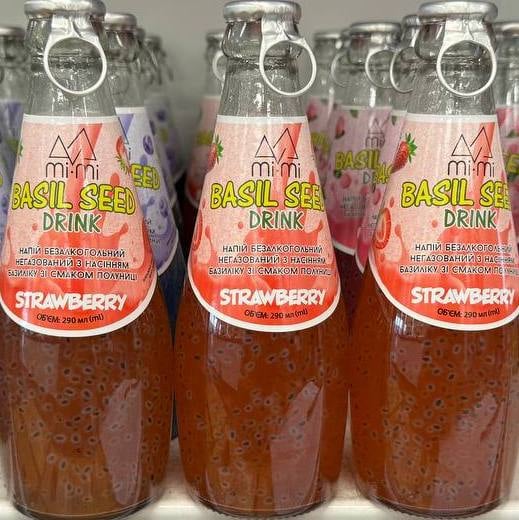 mi·mi
BASIL SEED
DRINK
НАПІЙ БЕЗАЛКОГОЛЬНИЙ
НЕГАЗОВАНИЙ З НАСІННЯМ
БАЗИЛІКУ ЗІ СМАКОМ ПОЛУНИЦІ
STRAWBERRY
ОБ'ЄМ: 290 мл (ml)
mi·mi
BASIL SEED
DRINK
НАПІЙ БЕЗАЛКОГОЛЬНИЙ
НЕГАЗОВАНИЙ З НАСІННЯМ
БАЗИЛІКУ ЗІ СМАКОМ ПОЛУНИЦІ
STRAWBERRY
ОБ'ЄМ: 290 мл (ml)
mi·mi
BASIL SEED
DRINK
НАПІЙ БЕЗАЛКОГОЛЬНИЙ
НЕГАЗОВАНИЙ З НАСІННЯМ
БАЗИЛІКУ ЗІ СМАКОМ ПОЛУНИЦІ
STRAWBERRY
ОБ'ЄМ: 290 мл (ml)